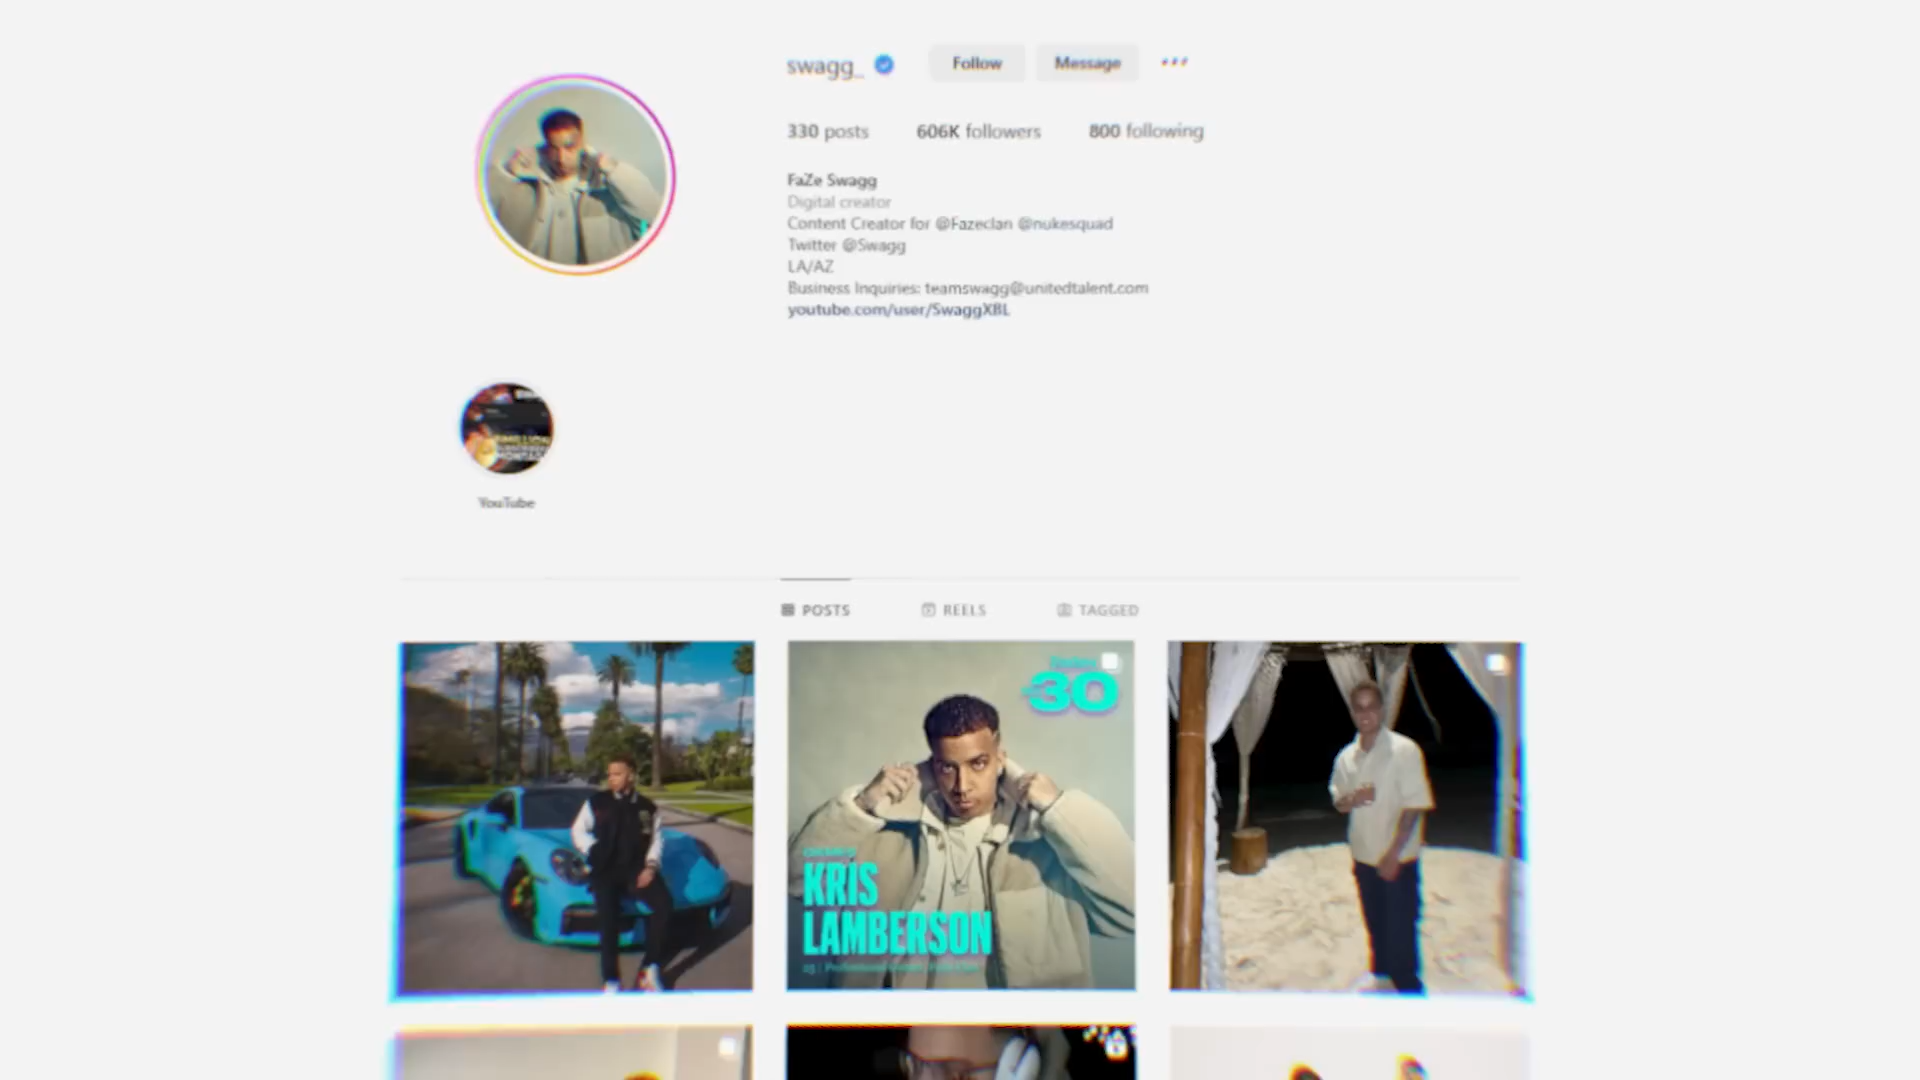 swagg_
Follow
Message
330 posts
606K followers
800 following
FaZe Swagg
Digital creator
Content Creator for @Fazeclan @nukesquad
Twitter @Swagg
LA/AZ
Business Inquiries: teamswagg@unitedtalent.com
youtube.com/user/SwaggXBL
YouTube
POSTS
REELS
TAGGED
30
KRIS
LAMBERSON